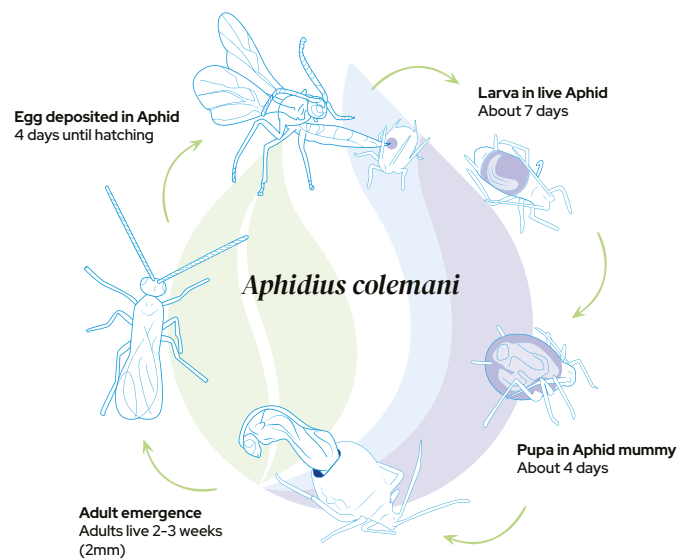 Egg deposited in Aphid
4 days until hatching
Larva in live Aphid
About 7 days
Aphidius colemani
Pupa in Aphid mummy
About 4 days
Adult emergence
Adults live 2-3 weeks
(2mm)